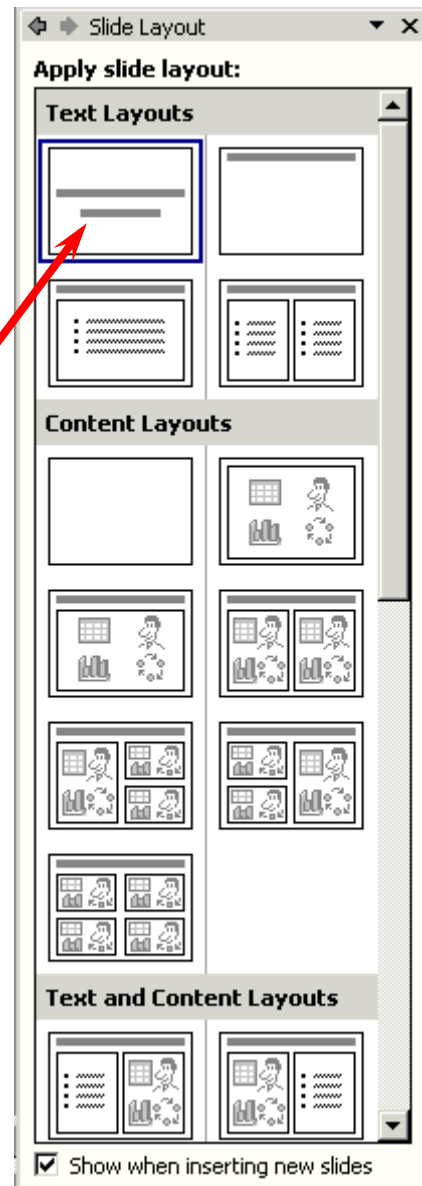 Slide Layout
Apply slide layout:
Text Layouts
Content Layouts
Text and Content Layouts
Show when inserting new slides